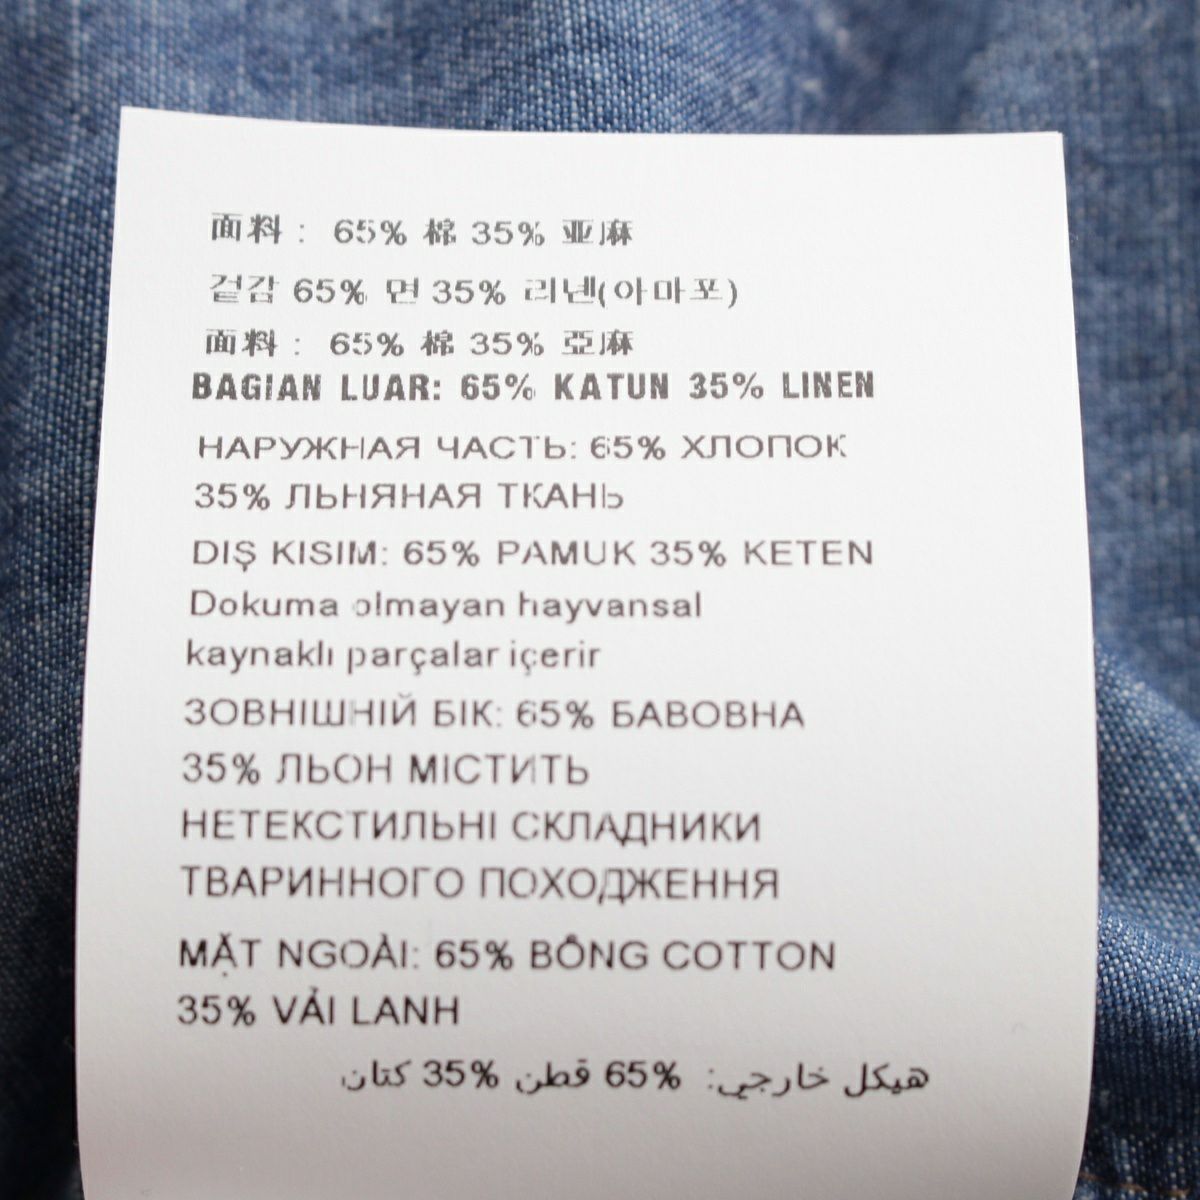 面料： 65% 棉 35% 亚麻
겉감 65% 면 35% 리넨(아마포)
面料： 65% 棉 35% 亞麻
BAGIAN LUAR: 65% KATUN 35% LINEN
НАРУЖНАЯ ЧАСТЬ: 65% ХЛОПОК
35% ЛЬНЯНАЯ ТКАНЬ
DIŞ KISIM: 65% PAMUK 35% KETEN
Dokuma olmayan hayvansal
kaynaklı parçalar içerir
ЗОВНІШНІЙ БІК: 65% БАВОВНА
35% ЛЬОН МІСТИТЬ
НЕТЕКСТИЛЬНІ СКЛАДНИКИ
ТВАРИННОГО ПОХОДЖЕННЯ
MẶT NGOÀI: 65% BÔNG COTTON
35% VẢI LANH
هيكل خارجي: 65% قطن 35% كتان